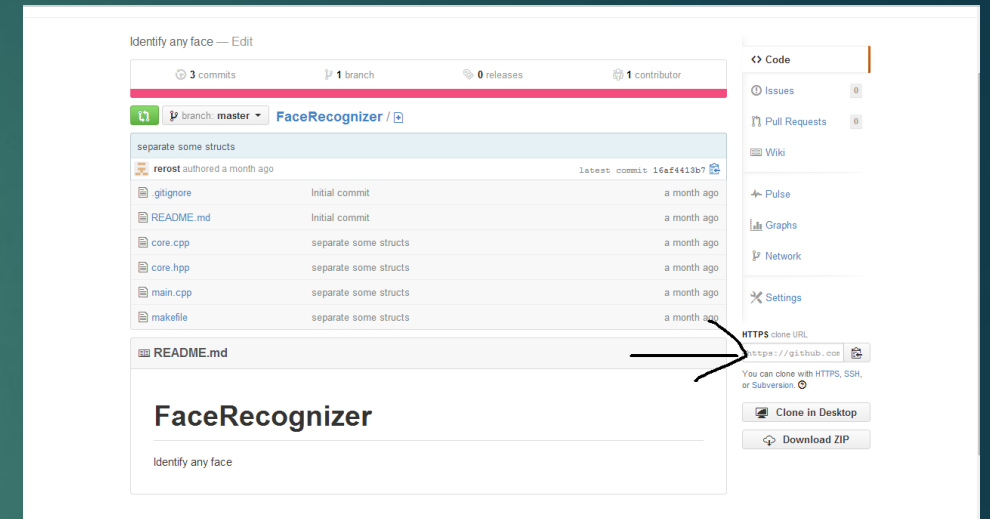 Identify any face — Edit
3 commits
1 branch
0 releases
1 contributor
branch: master
FaceRecognizer /
separate some structs
rerost authored a month ago
latest commit 16af4413b7
.gitignore Initial commit a month ago
README.md Initial commit a month ago
core.cpp separate some structs a month ago
core.hpp separate some structs a month ago
main.cpp separate some structs a month ago
makefile separate some structs a month ago
README.md
FaceRecognizer
Identify any face
Code
Issues 0
Pull Requests 0
Wiki
Pulse
Graphs
Network
Settings
HTTPS clone URL
https://github.com
You can clone with HTTPS, SSH,
or Subversion.
Clone in Desktop
Download ZIP